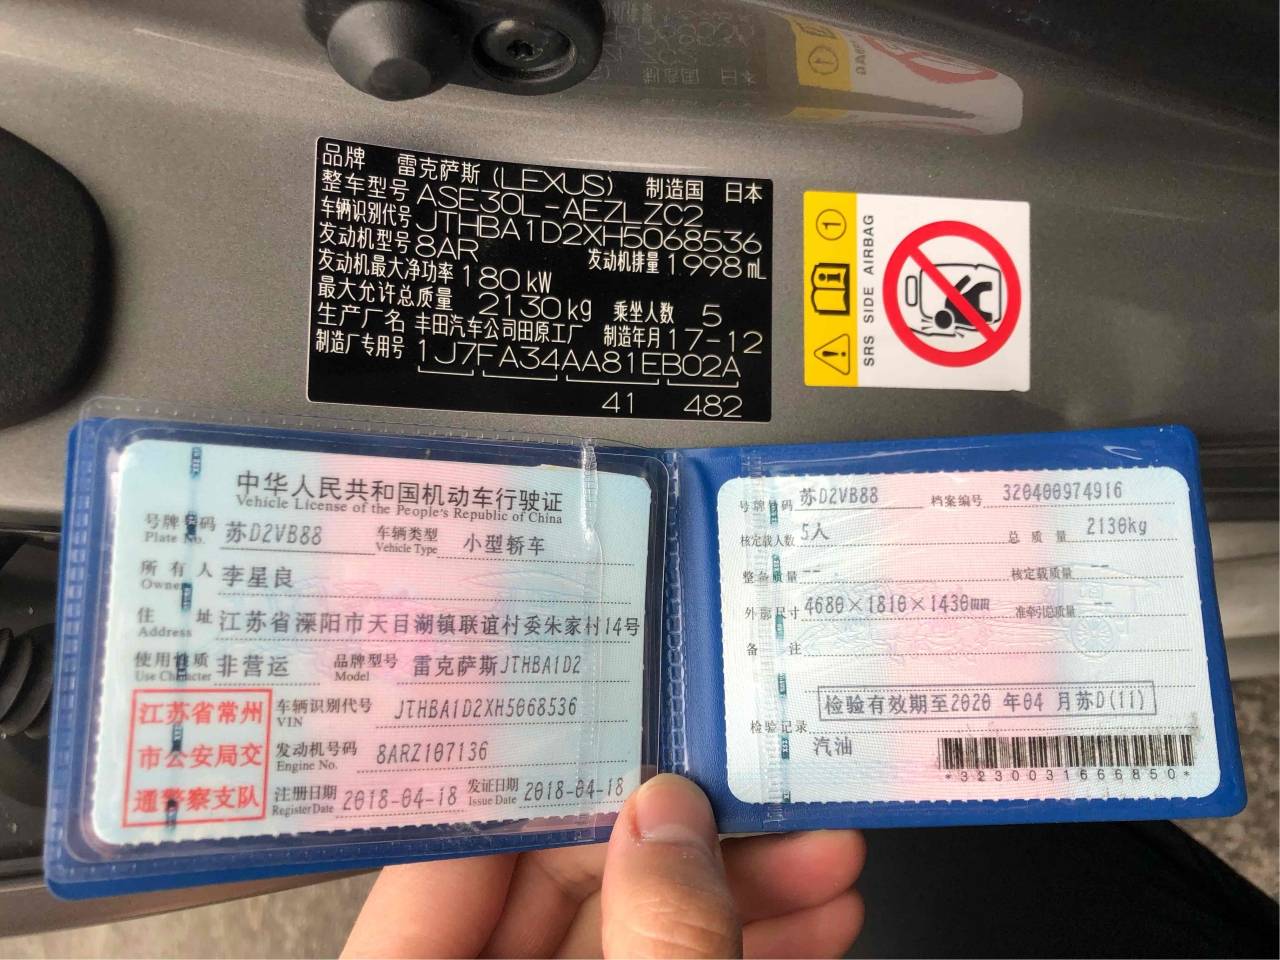 品牌 雷克萨斯(LEXUS) 制造国 日本
整车型号 ASE30L-AEZLZC2
车辆识别代号 JTHBA1D2XH5068536
发动机型号 8AR 发动机排量 1998 mL
发动机最大净功率 180 kW
最大允许总质量 2130 kg 乘坐人数 5
生产厂名 丰田汽车公司田原工厂 制造年月 17-12
制造厂专用号 1J7FA34AA81EB02A
41 482
SRS SIDE AIRBAG
1
中华人民共和国机动车行驶证
Vehicle License of the People's Republic of China
号牌号码 苏D2VB88 车辆类型 小型轿车
Plate No. Vehicle Type
所有人 李星良
Owner
住址 江苏省溧阳市天目湖镇联谊村委朱家村14号
Address
使用性质 非营运 品牌型号 雷克萨斯JTHBA1D2
Use Character Model
江苏省常州
市公安局交
通警察支队
车辆识别代号 JTHBA1D2XH5068536
VIN
发动机号码 8ARZ107136
Engine No.
注册日期 2018-04-18 发证日期 2018-04-18
Register Date Issue Date
号牌号码 苏D2VB88 档案编号 320400974916
核定载人数 5人 总质量 2130kg
整备质量 -- 核定载质量 --
外廓尺寸 4680×1810×1430mm 准牵引总质量 --
备注
检验有效期至2020 年04 月苏D(11)
检验记录
汽油
*3230031666850*